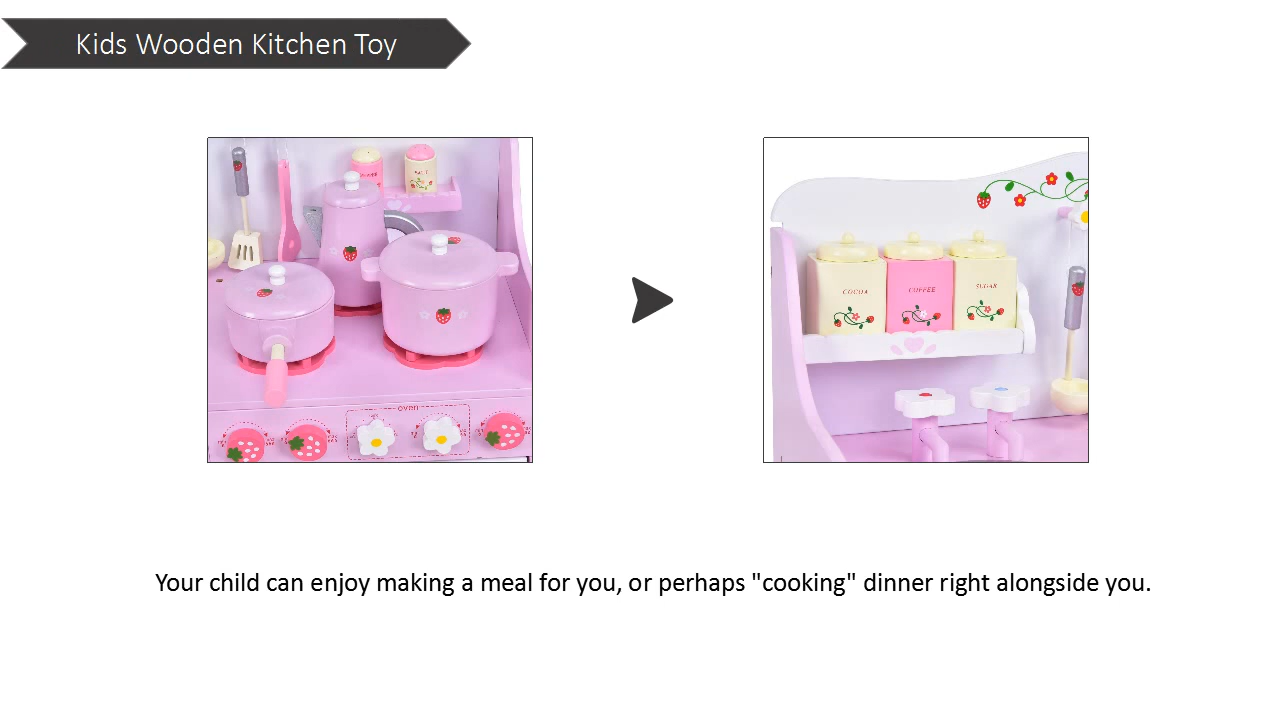 Kids Wooden Kitchen Toy
COCOA
COFFEE
SUGAR
oven
Your child can enjoy making a meal for you, or perhaps "cooking" dinner right alongside you.